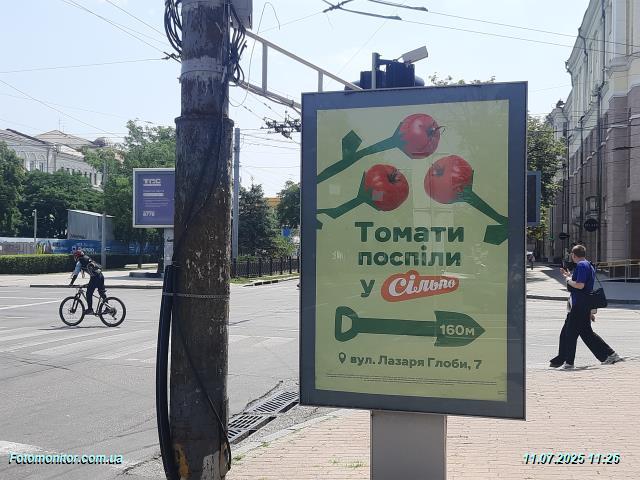 Томати
поспіли
у Сільпо
160м
вул. Лазаря Глоби, 7
Fotomonitor.com.ua
11.07.2025 11:26